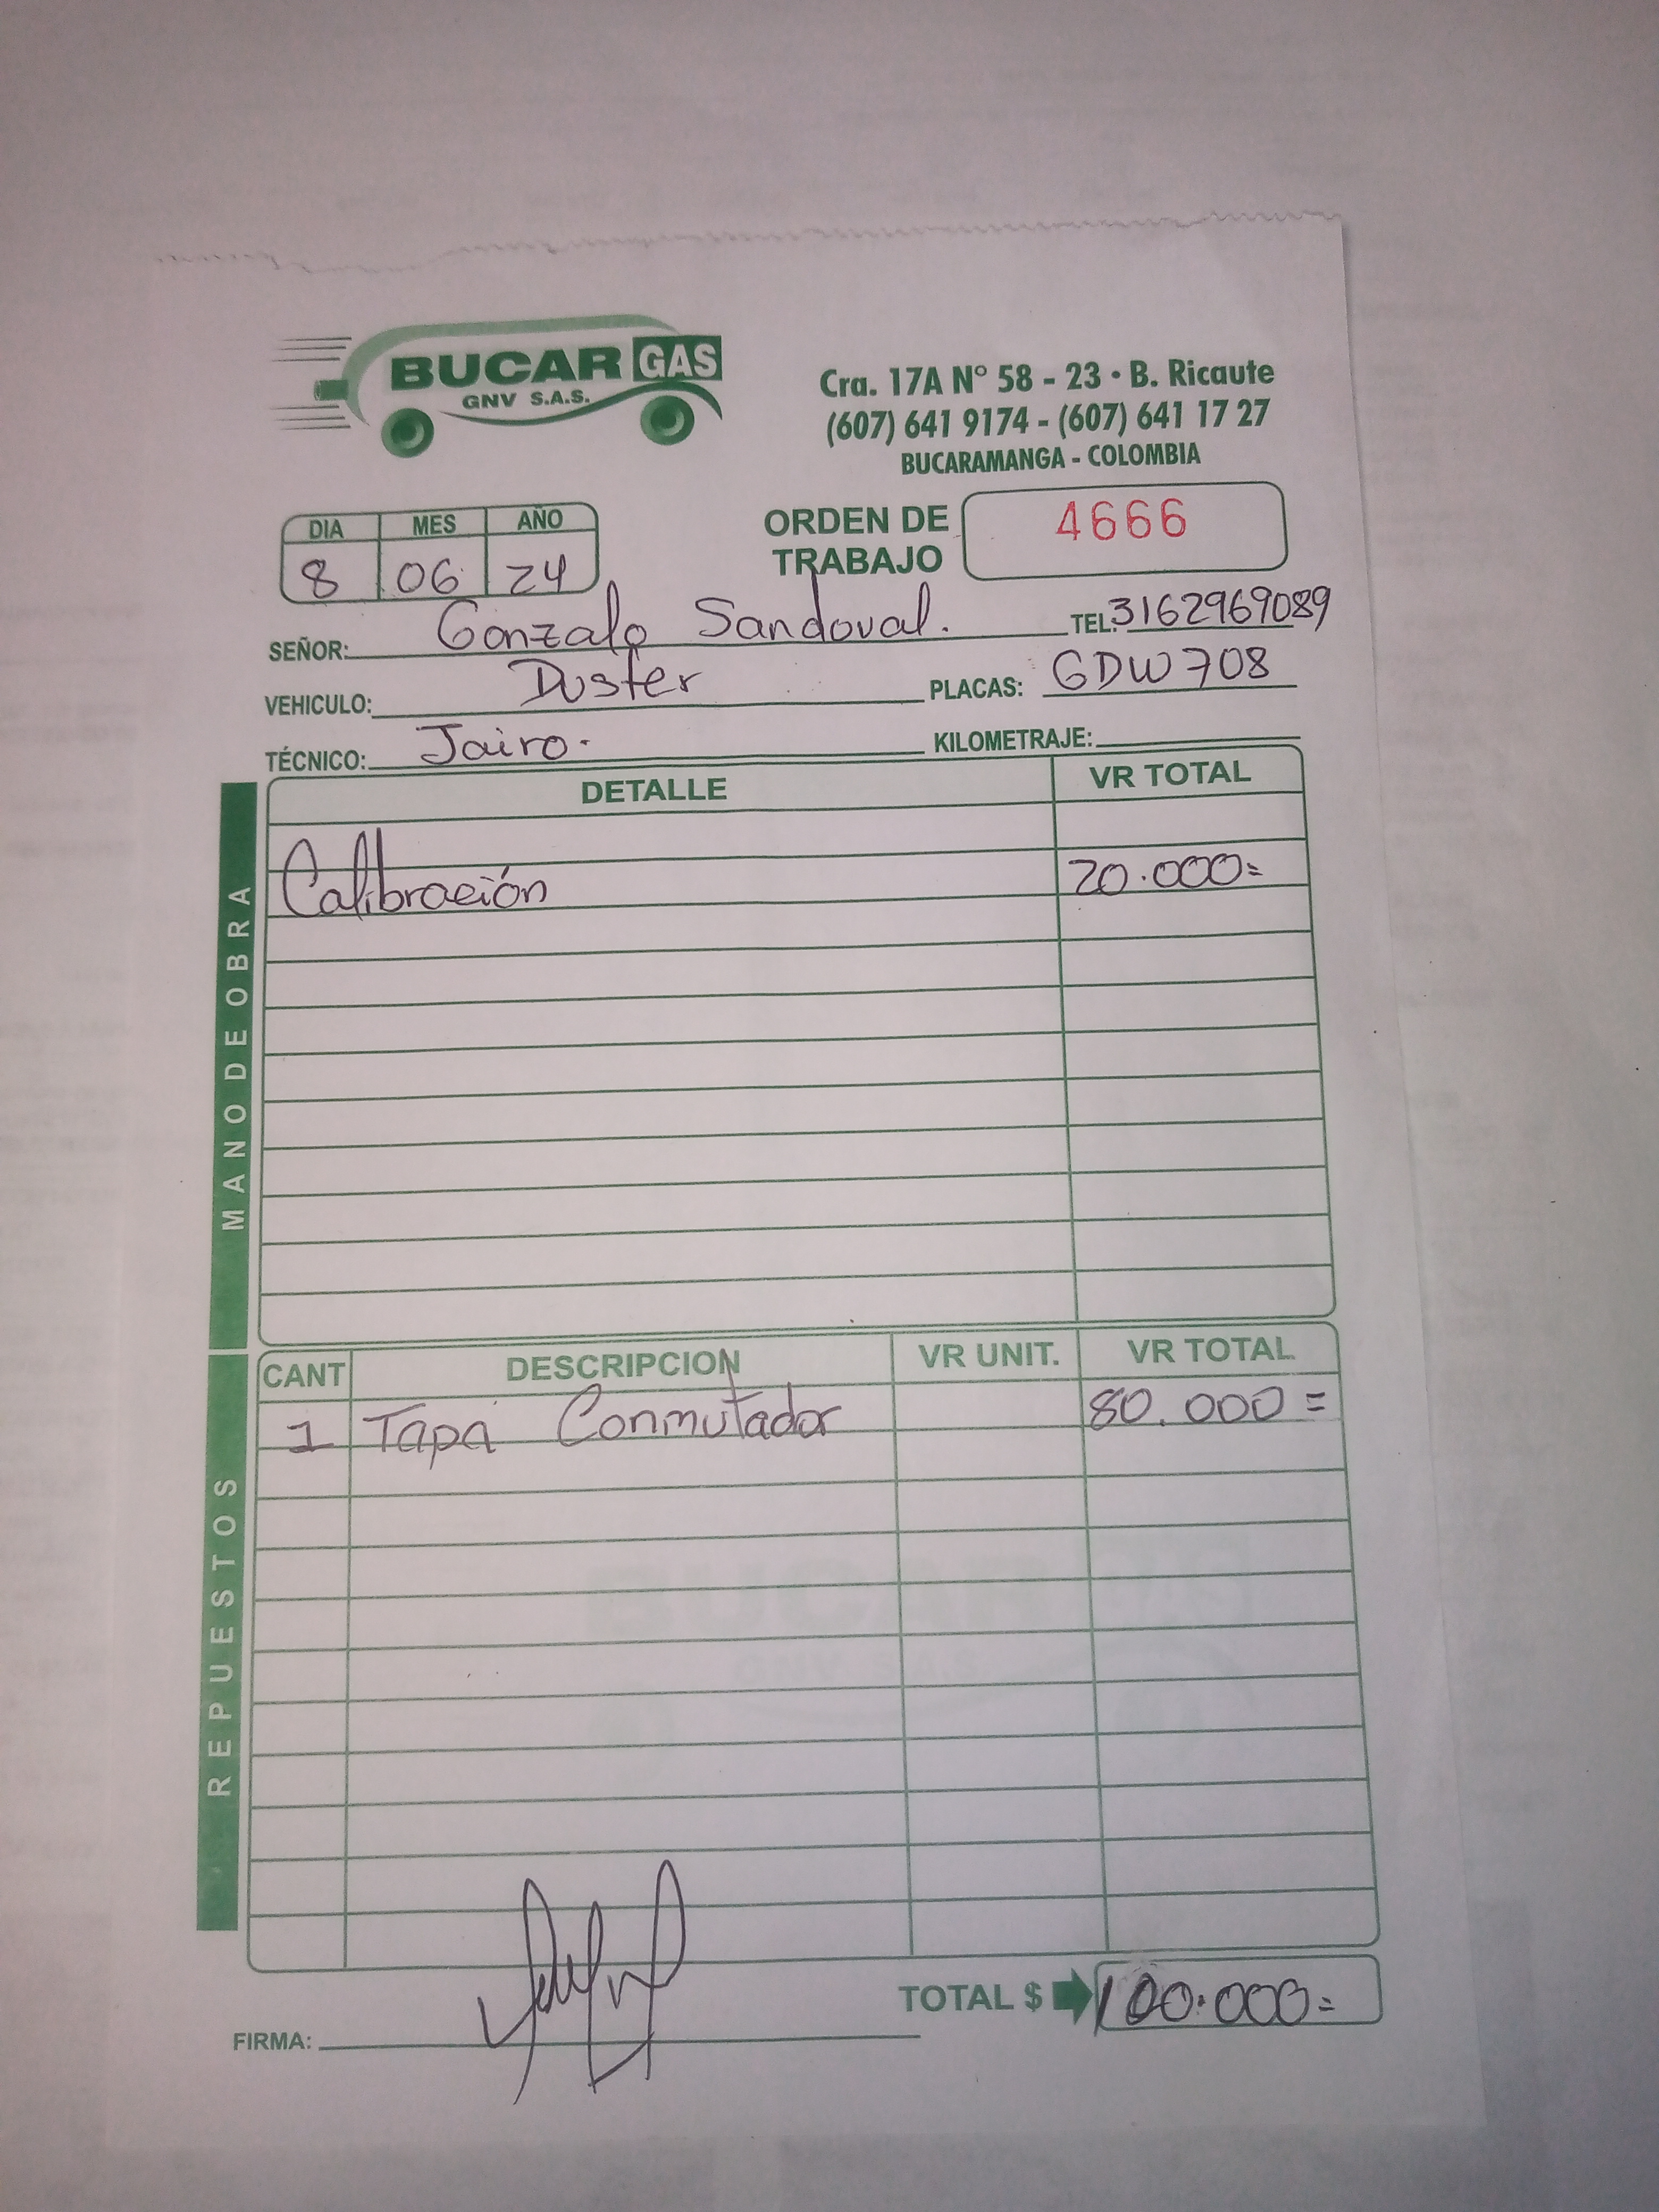 BUCAR GAS
GNV S.A.S.
Cra. 17A N° 58 - 23 • B. Ricaute
(607) 641 9174 - (607) 641 17 27
BUCARAMANGA - COLOMBIA
DIA MES AÑO
8 06 24
ORDEN DE TRABAJO 4666
SEÑOR: Gonzalo Sandoval. TEL: 3162969089
VEHICULO: Duster PLACAS: GDW708
TÉCNICO: Jairo. KILOMETRAJE:
MANO DE OBRA
DETALLE VR TOTAL
Calibración 20.000=
REPUESTOS
CANT DESCRIPCION VR UNIT. VR TOTAL
1 Tapa Conmutador 80.000=
TOTAL $ 100.000=
FIRMA: